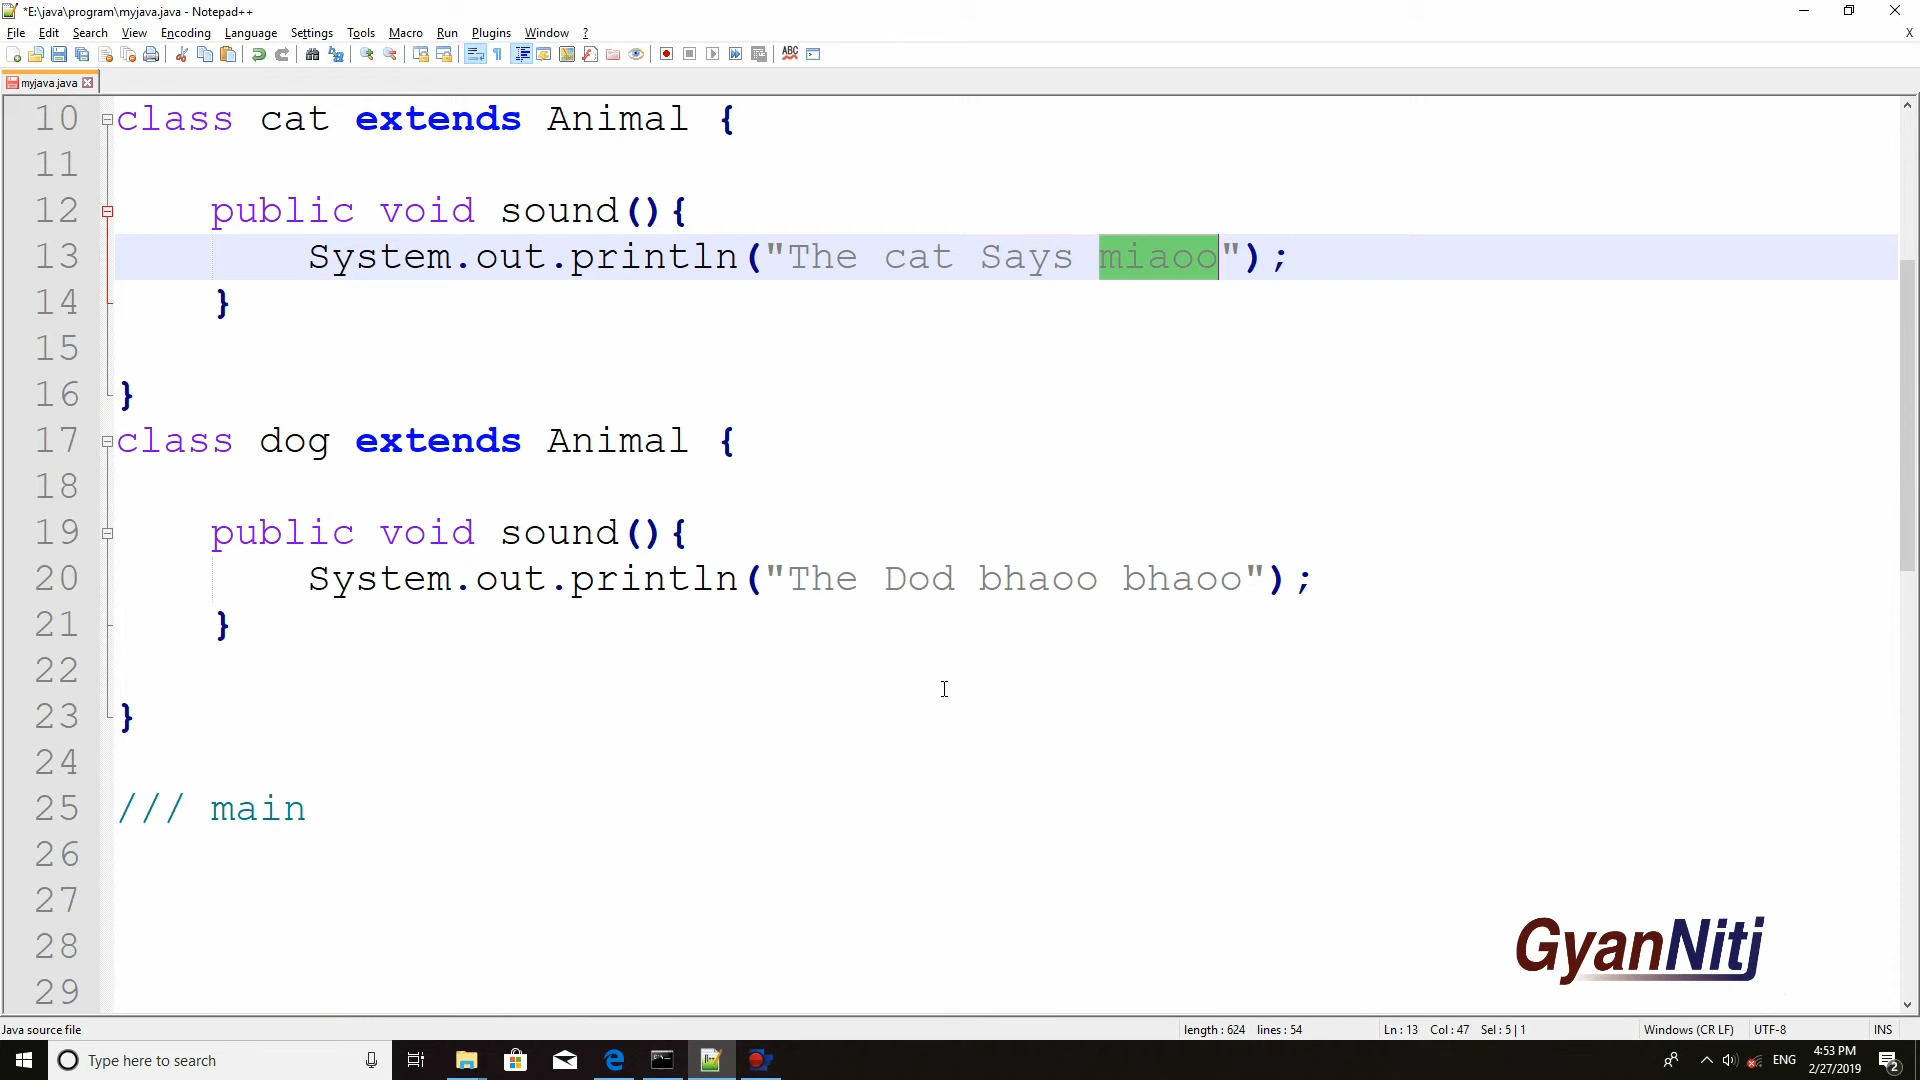 *E:\java\program\myjava.java - Notepad++
File Edit Search View Encoding Language Settings Tools Macro Run Plugins Window ? X
myjava.java
10 class cat extends Animal {
11
12 public void sound(){
13 System.out.println("The cat Says miaoo");
14 }
15
16 }
17 class dog extends Animal {
18
19 public void sound(){
20 System.out.println("The Dod bhaoo bhaoo");
21 }
22
23 }
24
25 /// main
26
27
28
29
GyanNitj
Java source file length : 624 lines : 54 Ln : 13 Col : 47 Sel : 5 | 1 Windows (CR LF) UTF-8 INS
Type here to search ENG 4:53 PM
2/27/2019 2